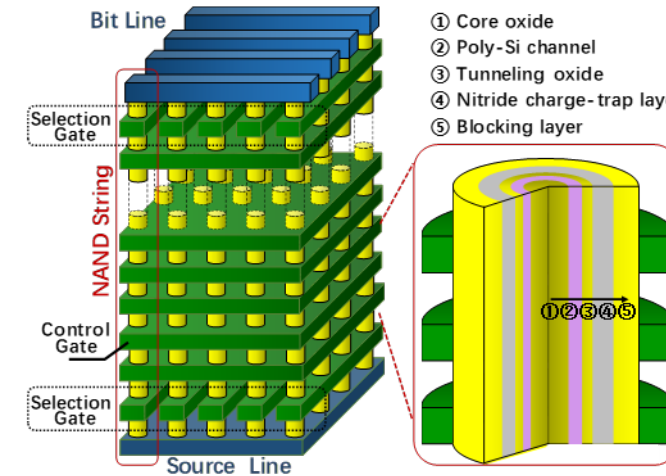 Bit Line
① Core oxide
② Poly-Si channel
③ Tunneling oxide
④ Nitride charge-trap laye
⑤ Blocking layer
Selection
Gate
NAND String
Control
Gate
Selection
Gate
Source Line
①②③④⑤